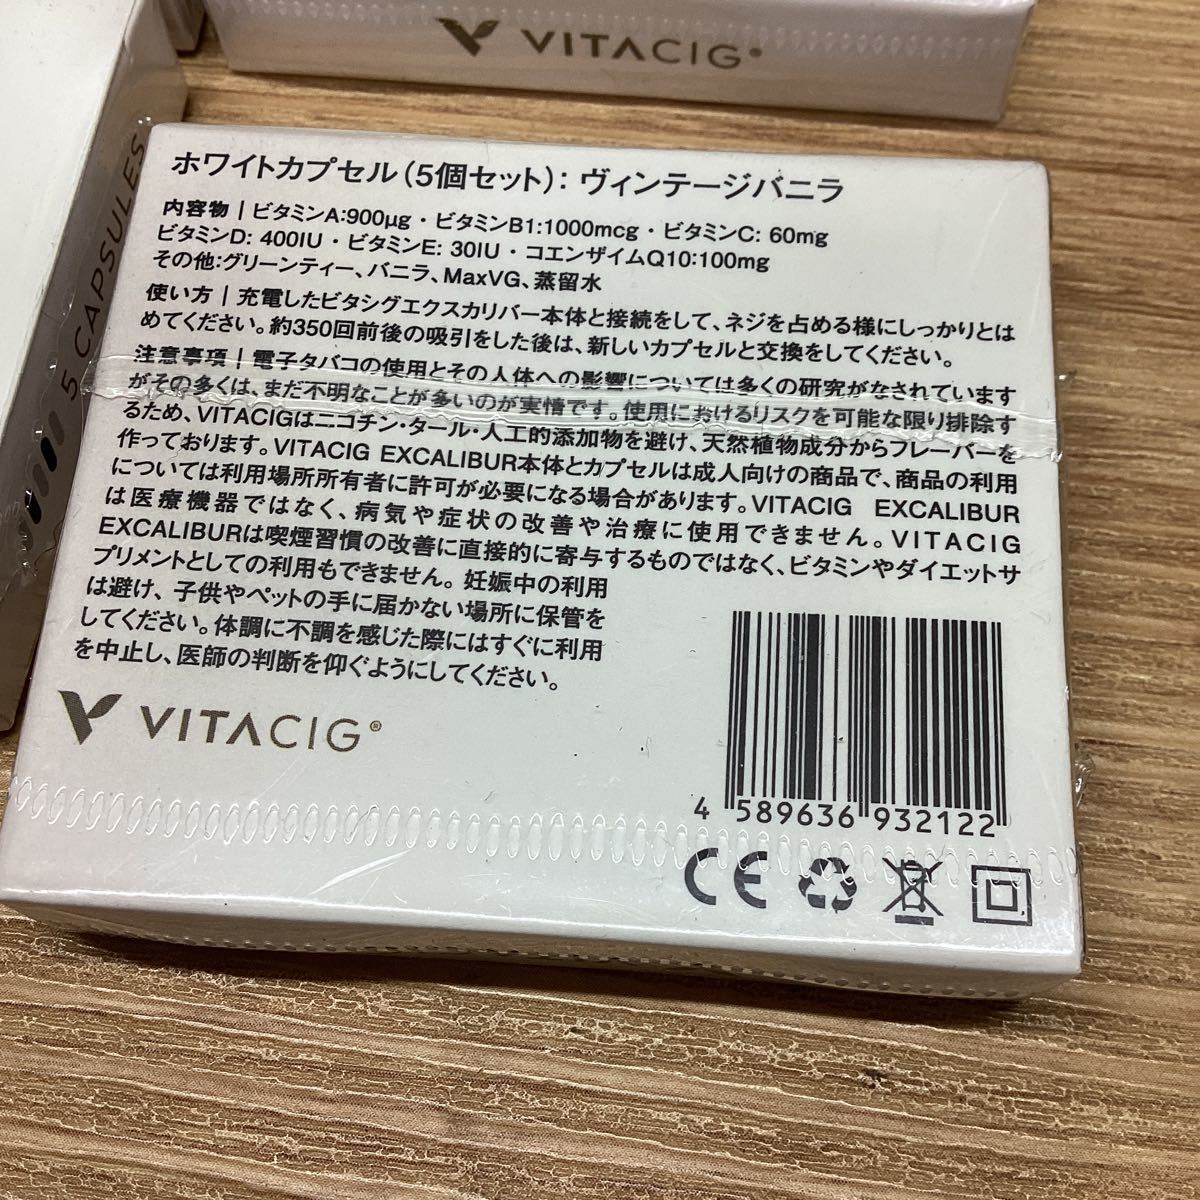 VITACIG®
5 CAPSULES
ホワイトカプセル（5個セット）：ヴィンテージバニラ
内容物｜ビタミンA:900μg・ビタミンB1:1000mcg・ビタミンC: 60mg
ビタミンD: 400IU・ビタミンE: 30IU・コエンザイムQ10:100mg
その他:グリーンティー、バニラ、MaxVG、蒸留水
使い方｜充電したビタシグエクスカリバー本体と接続をして、ネジを占める様にしっかりとは
めてください。約350回前後の吸引をした後は、新しいカプセルと交換をしてください。
注意事項｜電子タバコの使用とその人体への影響については多くの研究がなされています
がその多くは、まだ不明なことが多いのが実情です。使用におけるリスクを可能な限り排除す
るため、VITACIGはニコチン・タール・人工的添加物を避け、天然植物成分からフレーバーを
作っております。VITACIG EXCALIBUR本体とカプセルは成人向けの商品で、商品の利用
については利用場所所有者に許可が必要になる場合があります。VITACIG EXCALIBUR
は医療機器ではなく、病気や症状の改善や治療に使用できません。VITACIG
EXCALIBURは喫煙習慣の改善に直接的に寄与するものではなく、ビタミンやダイエットサ
プリメントとしての利用もできません。妊娠中の利用
は避け、子供やペットの手に届かない場所に保管を
してください。体調に不調を感じた際にはすぐに利用
を中止し、医師の判断を仰ぐようにしてください。
VITACIG®
4 589636 932122
CE